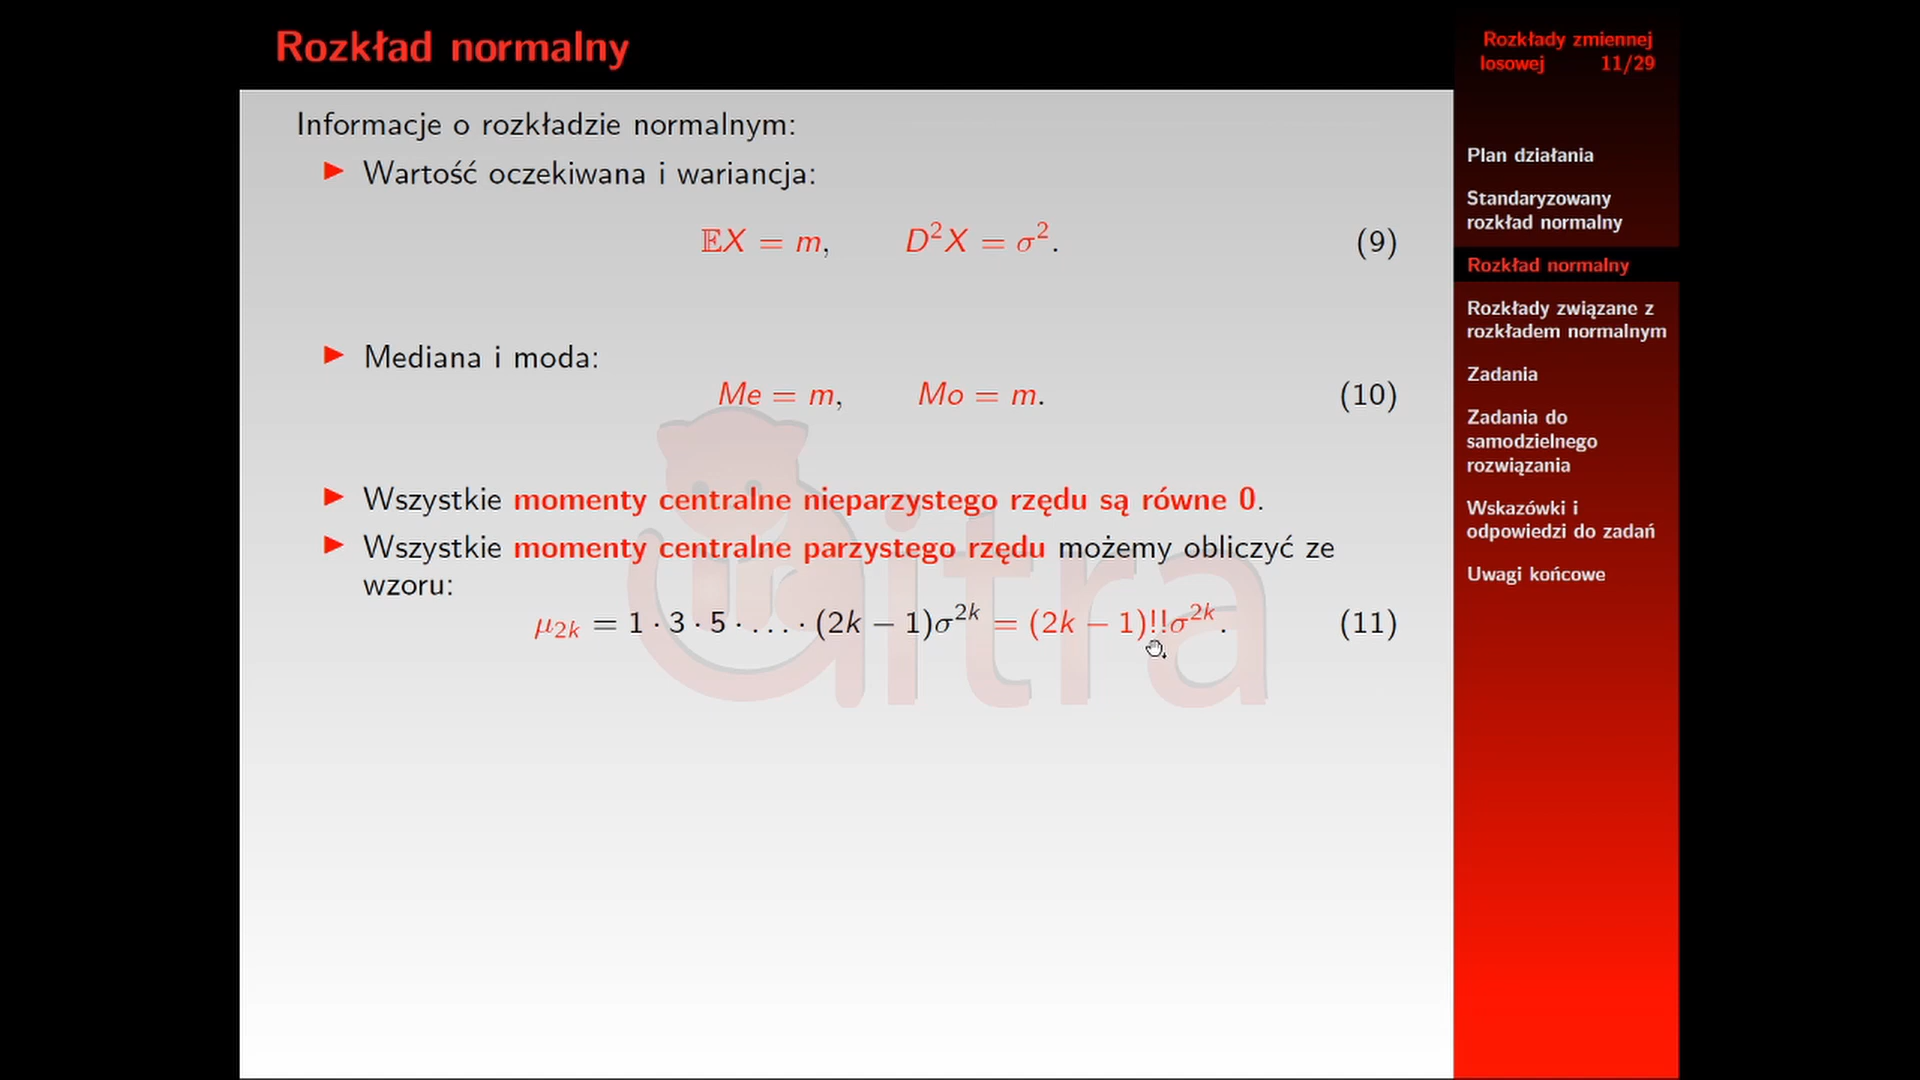 Rozkład normalny
Informacje o rozkładzie normalnym:
Wartość oczekiwana i wariancja:
𝔼X = m, D²X = σ². (9)
Mediana i moda:
Me = m, Mo = m. (10)
Wszystkie momenty centralne nieparzystego rzędu są równe 0.
Wszystkie momenty centralne parzystego rzędu możemy obliczyć ze
wzoru:
μ₂ₖ = 1 · 3 · 5 · … · (2k − 1)σ²ᵏ = (2k − 1)!!σ²ᵏ. (11)
aitra
Rozkłady zmiennej
losowej 11/29
Plan działania
Standaryzowany
rozkład normalny
Rozkład normalny
Rozkłady związane z
rozkładem normalnym
Zadania
Zadania do
samodzielnego
rozwiązania
Wskazówki i
odpowiedzi do zadań
Uwagi końcowe